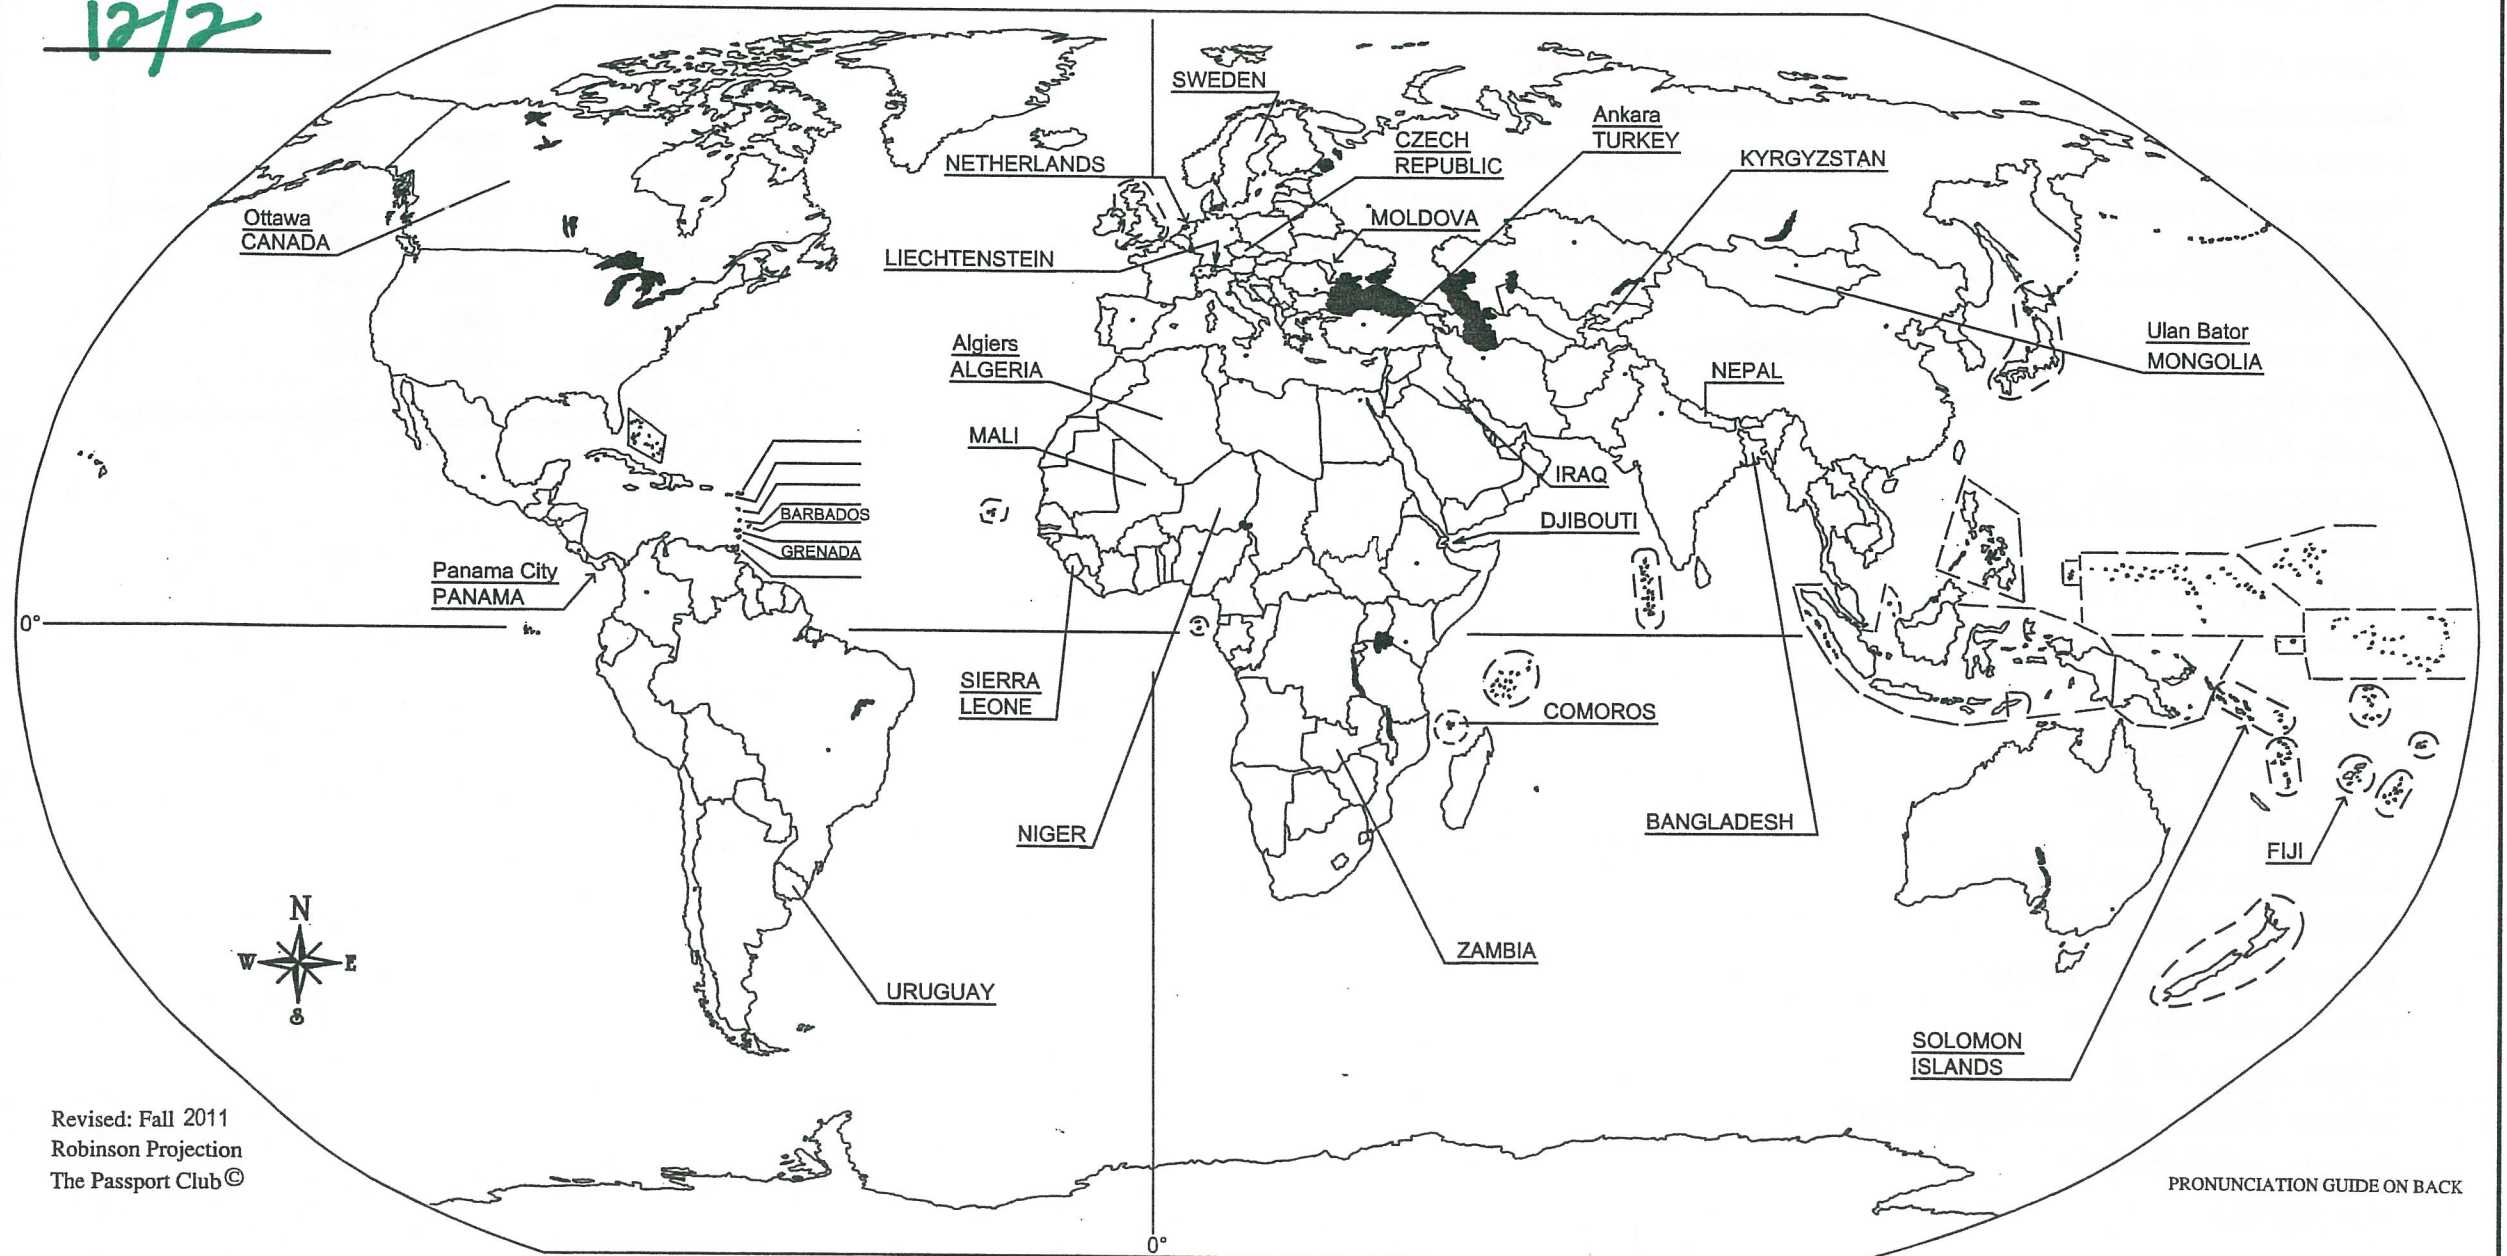 12/2
SWEDEN
Ankara
TURKEY
CZECH
REPUBLIC
KYRGYZSTAN
NETHERLANDS
Ottawa
CANADA
MOLDOVA
LIECHTENSTEIN
Ulan Bator
MONGOLIA
Algiers
ALGERIA
NEPAL
MALI
IRAQ
BARBADOS
DJIBOUTI
GRENADA
Panama City
PANAMA
0°
SIERRA
LEONE
COMOROS
NIGER
BANGLADESH
FIJI
N
W E
S
ZAMBIA
URUGUAY
SOLOMON
ISLANDS
Revised: Fall 2011
Robinson Projection
The Passport Club©
PRONUNCIATION GUIDE ON BACK
0°